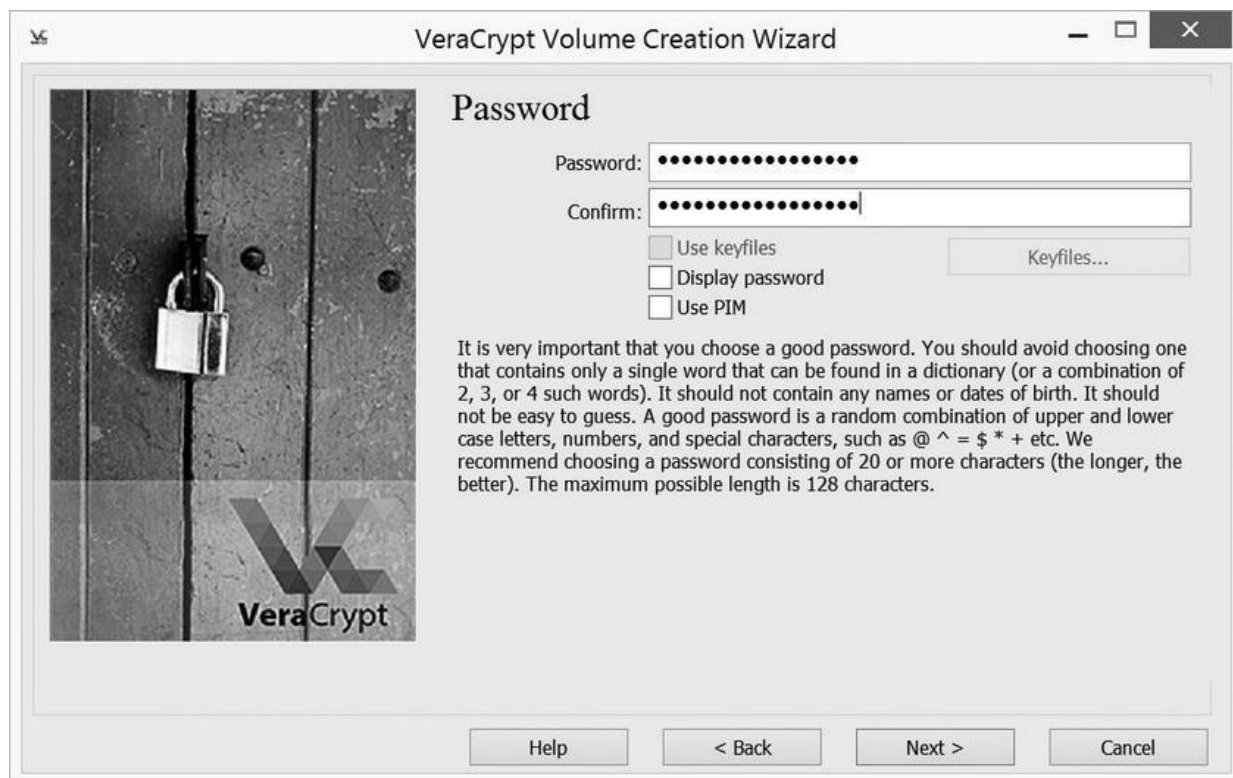 VeraCrypt Volume Creation Wizard
Password
Password: •••••••••••••••••
Confirm: •••••••••••••••••
Use keyfiles
Keyfiles...
Display password
Use PIM
It is very important that you choose a good password. You should avoid choosing one
that contains only a single word that can be found in a dictionary (or a combination of
2, 3, or 4 such words). It should not contain any names or dates of birth. It should
not be easy to guess. A good password is a random combination of upper and lower
case letters, numbers, and special characters, such as @ ^ = $ * + etc. We
recommend choosing a password consisting of 20 or more characters (the longer, the
better). The maximum possible length is 128 characters.
VeraCrypt
Help
< Back
Next >
Cancel